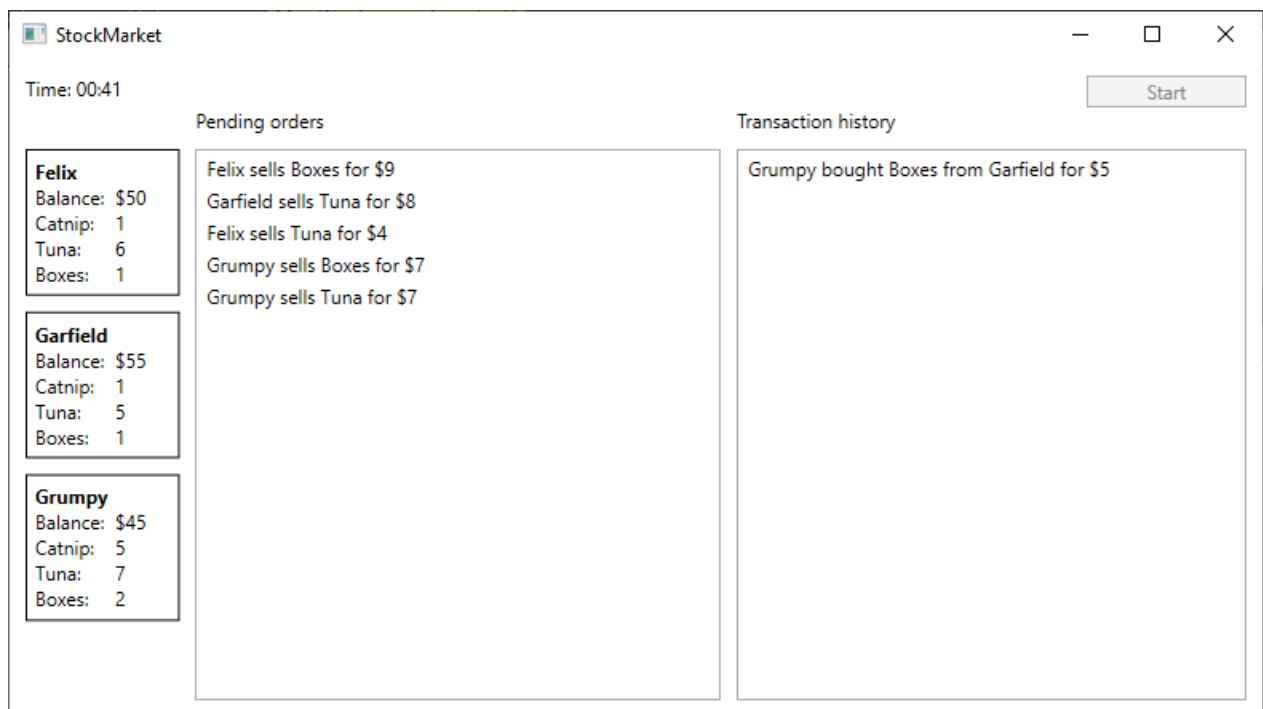 StockMarket
Time: 00:41
Start
Pending orders
Transaction history
Felix
Balance: $50
Catnip: 1
Tuna: 6
Boxes: 1
Garfield
Balance: $55
Catnip: 1
Tuna: 5
Boxes: 1
Grumpy
Balance: $45
Catnip: 5
Tuna: 7
Boxes: 2
Felix sells Boxes for $9
Garfield sells Tuna for $8
Felix sells Tuna for $4
Grumpy sells Boxes for $7
Grumpy sells Tuna for $7
Grumpy bought Boxes from Garfield for $5